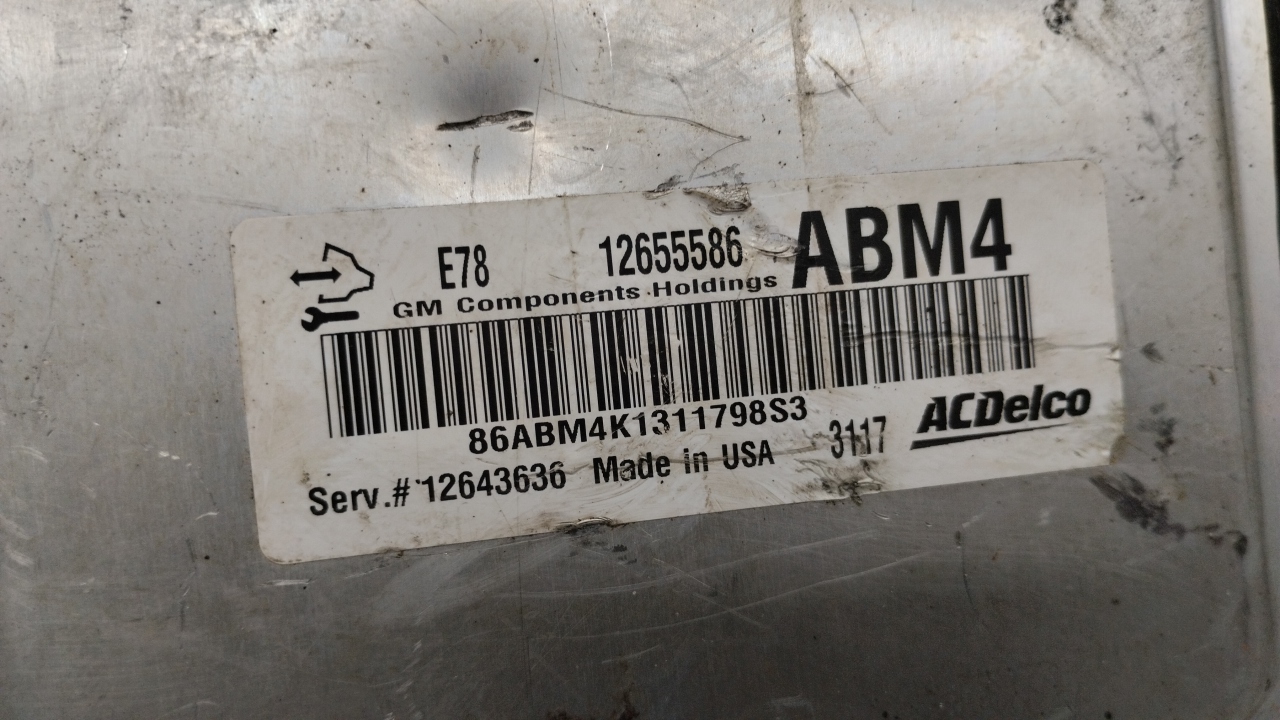 E78 12655586 ABM4
GM Components Holdings
86ABM4K1311798S3
ACDelco
Serv.# 12643636 Made in USA 3117